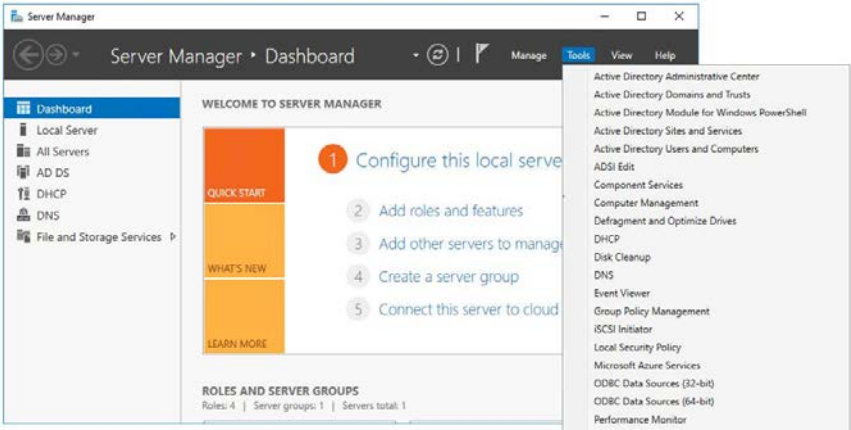 Server Manager
Server Manager • Dashboard
Manage Tools View Help
Dashboard
Local Server
All Servers
AD DS
DHCP
DNS
File and Storage Services
WELCOME TO SERVER MANAGER
QUICK START
WHAT'S NEW
LEARN MORE
1 Configure this local serve
2 Add roles and features
3 Add other servers to manage
4 Create a server group
5 Connect this server to cloud
ROLES AND SERVER GROUPS
Roles: 4 | Server groups: 1 | Servers total: 1
Active Directory Administrative Center
Active Directory Domains and Trusts
Active Directory Module for Windows PowerShell
Active Directory Sites and Services
Active Directory Users and Computers
ADSI Edit
Component Services
Computer Management
Defragment and Optimize Drives
DHCP
Disk Cleanup
DNS
Event Viewer
Group Policy Management
iSCSI Initiator
Local Security Policy
Microsoft Azure Services
ODBC Data Sources (32-bit)
ODBC Data Sources (64-bit)
Performance Monitor